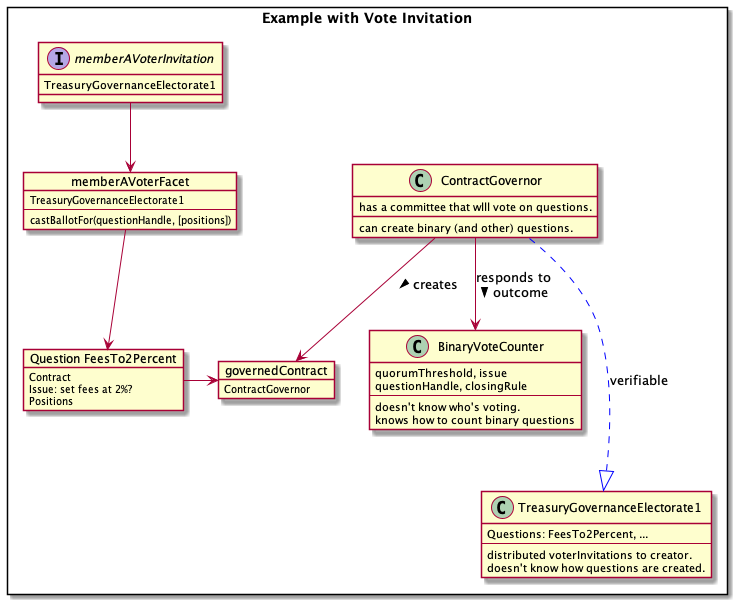 Example with Vote Invitation
I memberAVoterInvitation
TreasuryGovernanceElectorate1
memberAVoterFacet
TreasuryGovernanceElectorate1
castBallotFor(questionHandle, [positions])
C ContractGovernor
has a committee that wIll vote on questions.
can create binary (and other) questions.
creates
responds to
outcome
Question FeesTo2Percent
Contract
Issue: set fees at 2%?
Positions
governedContract
ContractGovernor
C BinaryVoteCounter
quorumThreshold, issue
questionHandle, closingRule
doesn't know who's voting.
knows how to count binary questions
verifiable
C TreasuryGovernanceElectorate1
Questions: FeesTo2Percent, ...
distributed voterInvitations to creator.
doesn't know how questions are created.